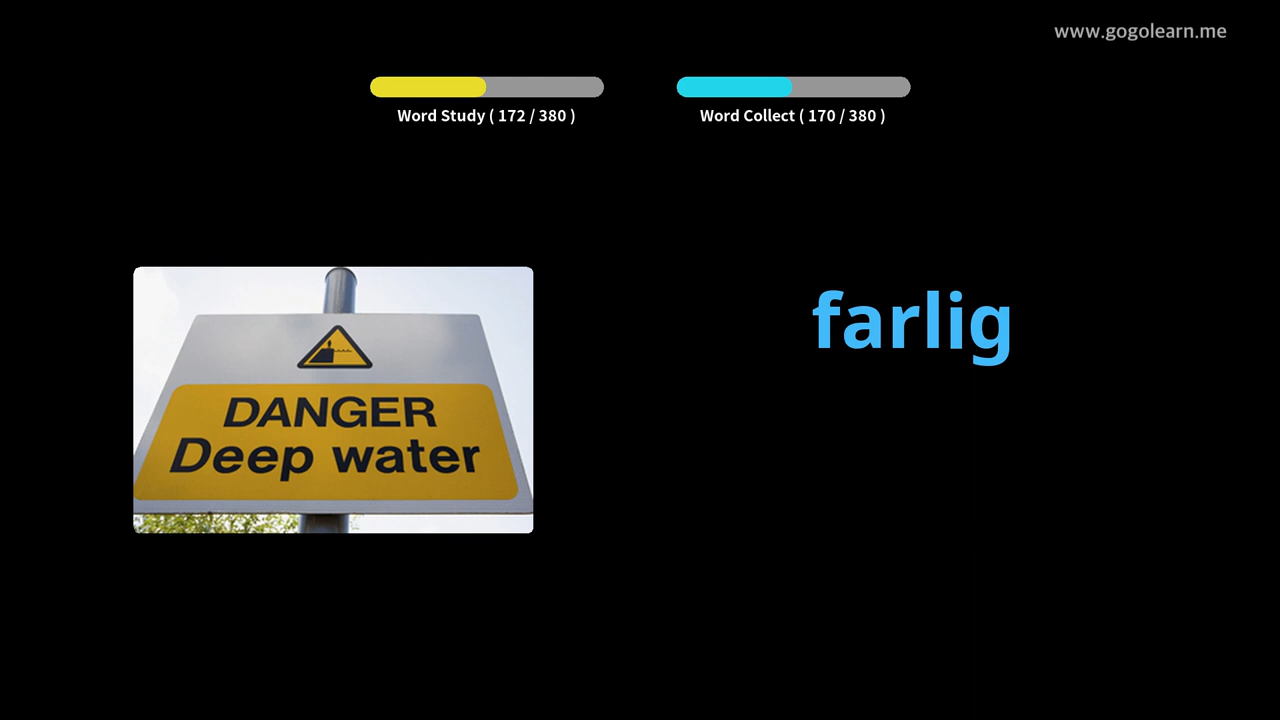 www.gogolearn.me
Word Study ( 172 / 380 )
Word Collect ( 170 / 380 )
farlig
DANGER
Deep water